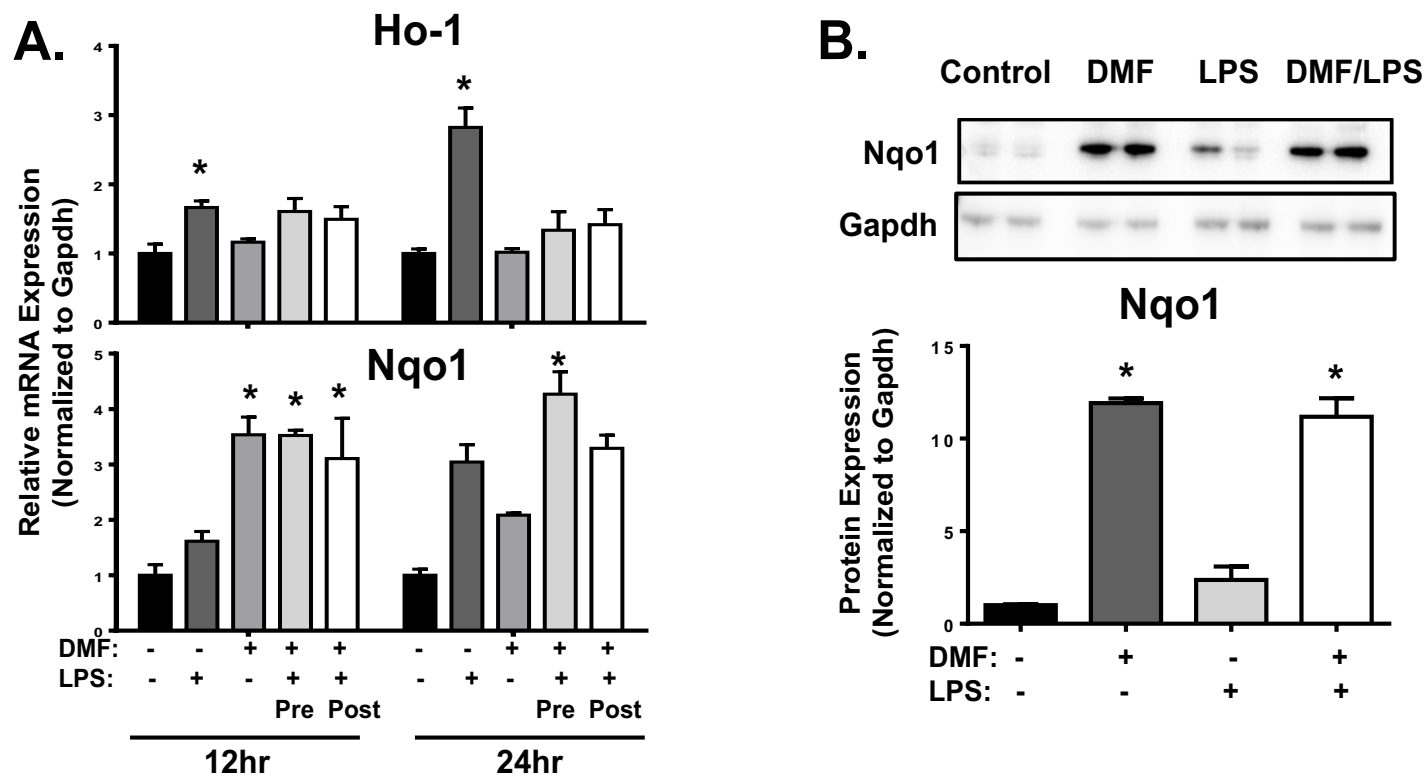 A.
Ho-1
Relative mRNA Expression
(Normalized to Gapdh)
4
3
2
1
0
*
*
Nqo1
5
4
3
2
1
0
* * *
*
DMF: - - + + + - - + + +
LPS: - + - + + - + - + +
Pre Post Pre Post
12hr 24hr
B.
Control DMF LPS DMF/LPS
Nqo1
Gapdh
Nqo1
Protein Expression
(Normalized to Gapdh)
15
10
5
0
* *
DMF: - + - +
LPS: - - + +